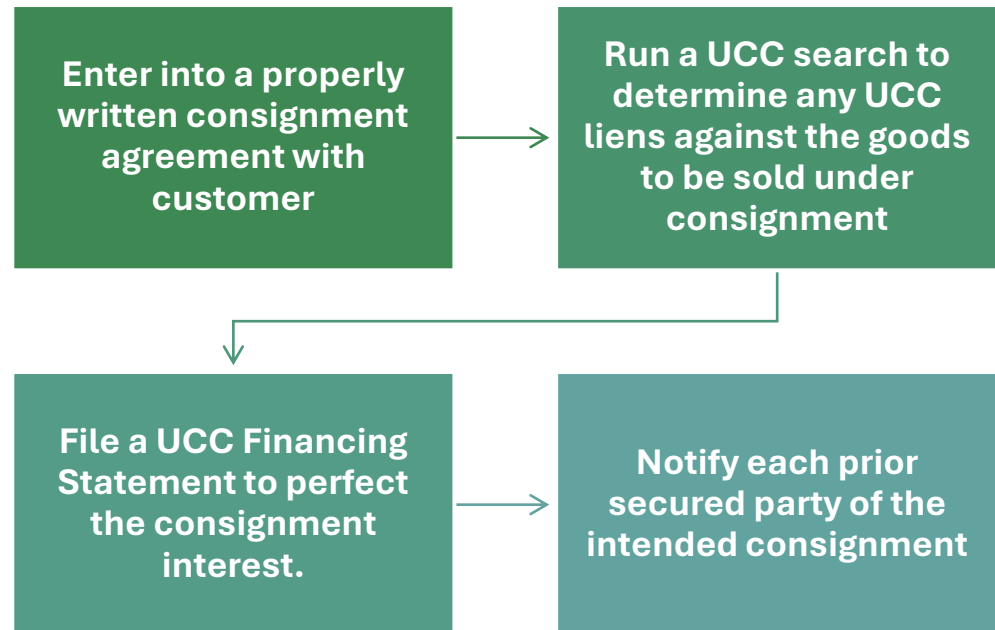 Enter into a properly
written consignment
agreement with
customer
Run a UCC search to
determine any UCC
liens against the goods
to be sold under
consignment
File a UCC Financing
Statement to perfect
the consignment
interest.
Notify each prior
secured party of the
intended consignment